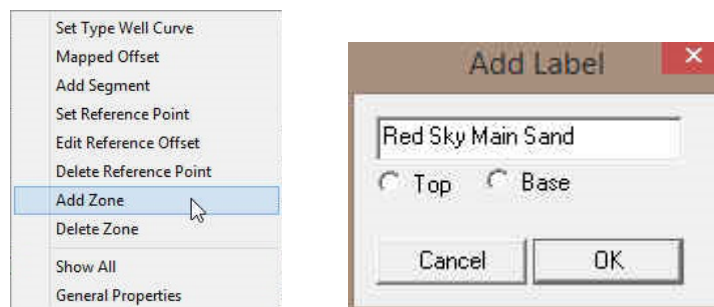 Set Type Well Curve
Mapped Offset
Add Segment
Set Reference Point
Edit Reference Offset
Delete Reference Point
Add Zone
Delete Zone
Show All
General Properties
Add Label
Red Sky Main Sand
Top Base
Cancel OK